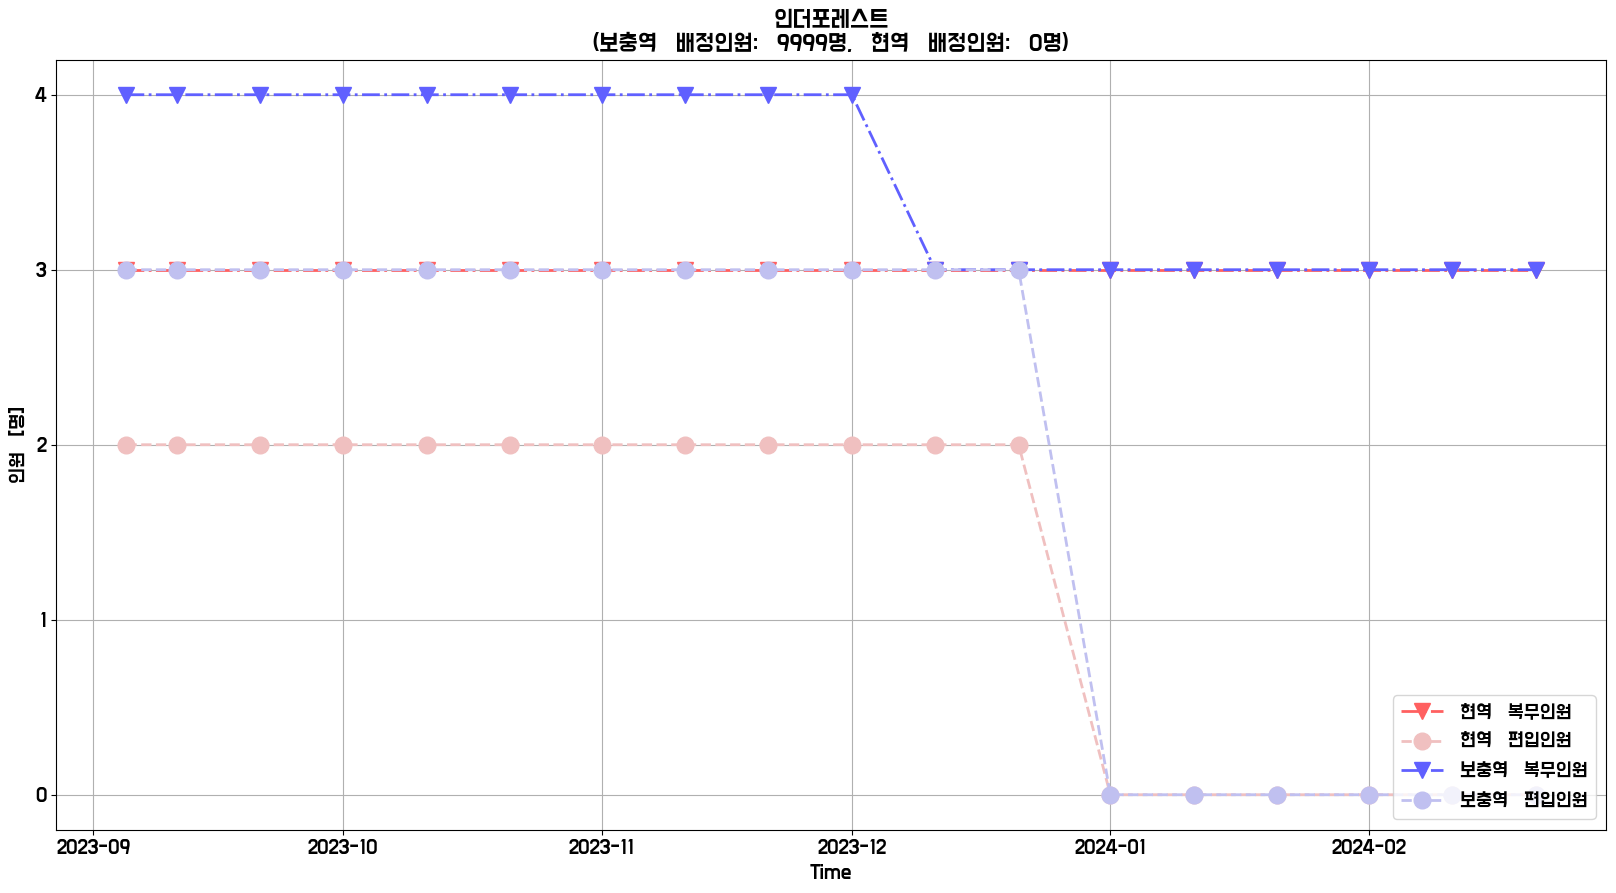 인더포레스트
(보충역 배정인원: 9999명, 현역 배정인원: 0명)
인원 [명]
4
3
2
1
0
2023-09 2023-10 2023-11 2023-12 2024-01 2024-02
Time
현역 복무인원
현역 편입인원
보충역 복무인원
보충역 편입인원